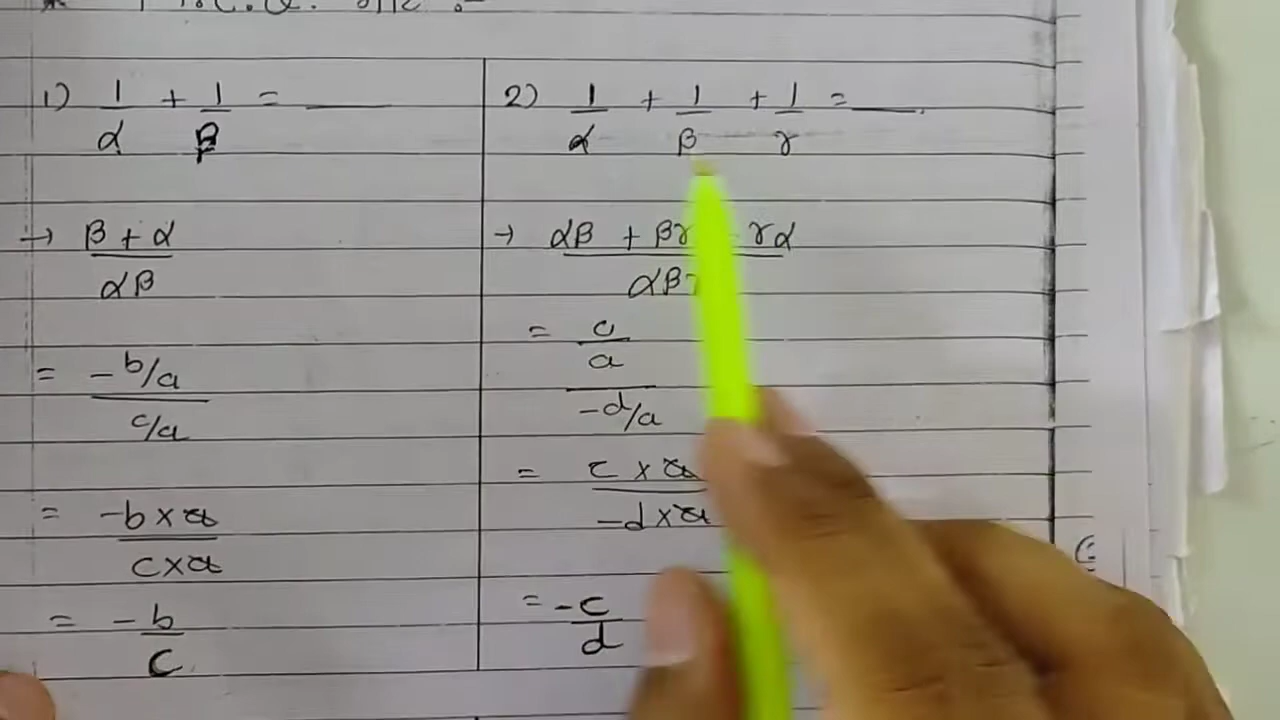 1) 1/α + 1/β = ____
→ β + α / αβ
= -b/a / c/a
= -b x a / c x a
= -b / c
2) 1/α + 1/β + 1/γ = ____.
→ αβ + βγ γα / αβγ
= c/a / -d/a
= c x a / -d x a
= -c / d